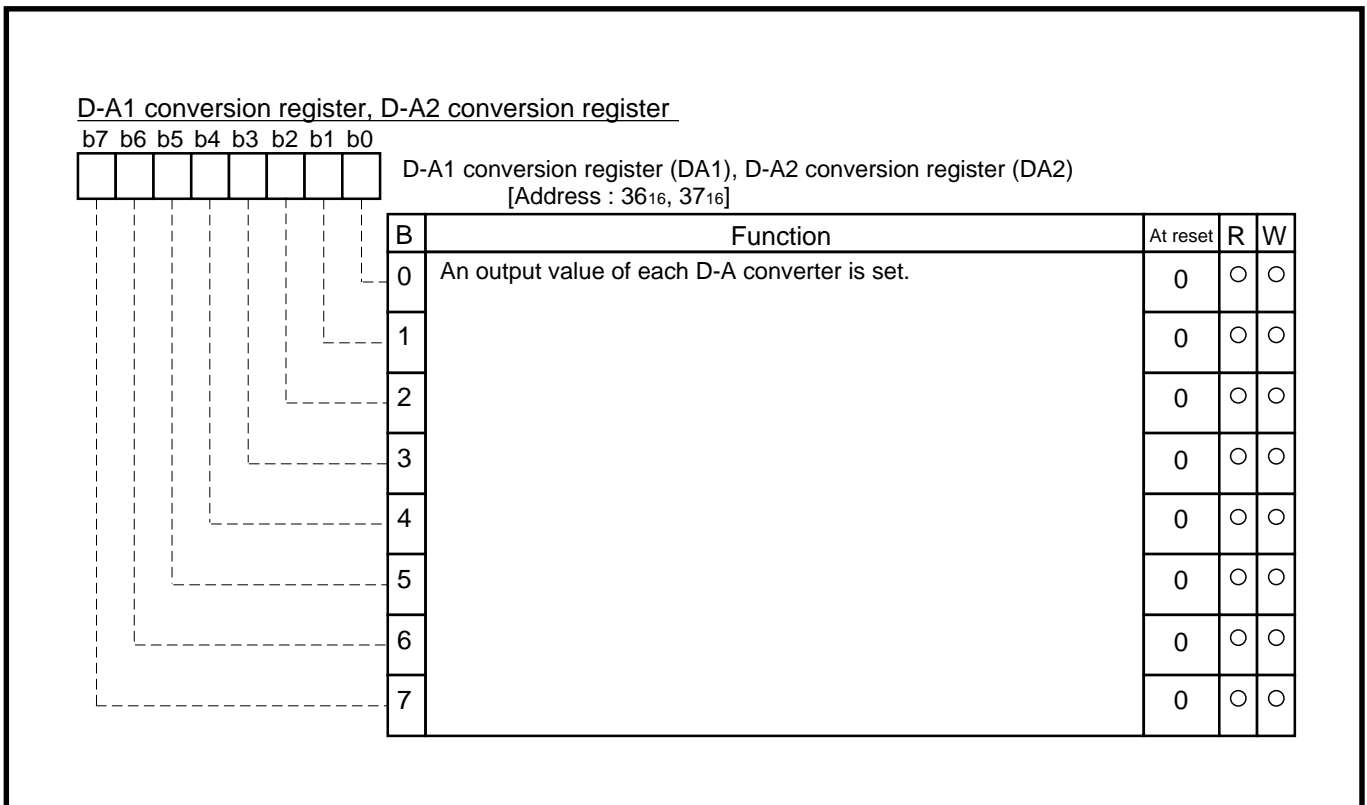 D-A1 conversion register, D-A2 conversion register
b7 b6 b5 b4 b3 b2 b1 b0
D-A1 conversion register (DA1), D-A2 conversion register (DA2)
[Address : 3616, 3716]
B Function At reset R W
0 An output value of each D-A converter is set. 0 ○ ○
1 0 ○ ○
2 0 ○ ○
3 0 ○ ○
4 0 ○ ○
5 0 ○ ○
6 0 ○ ○
7 0 ○ ○